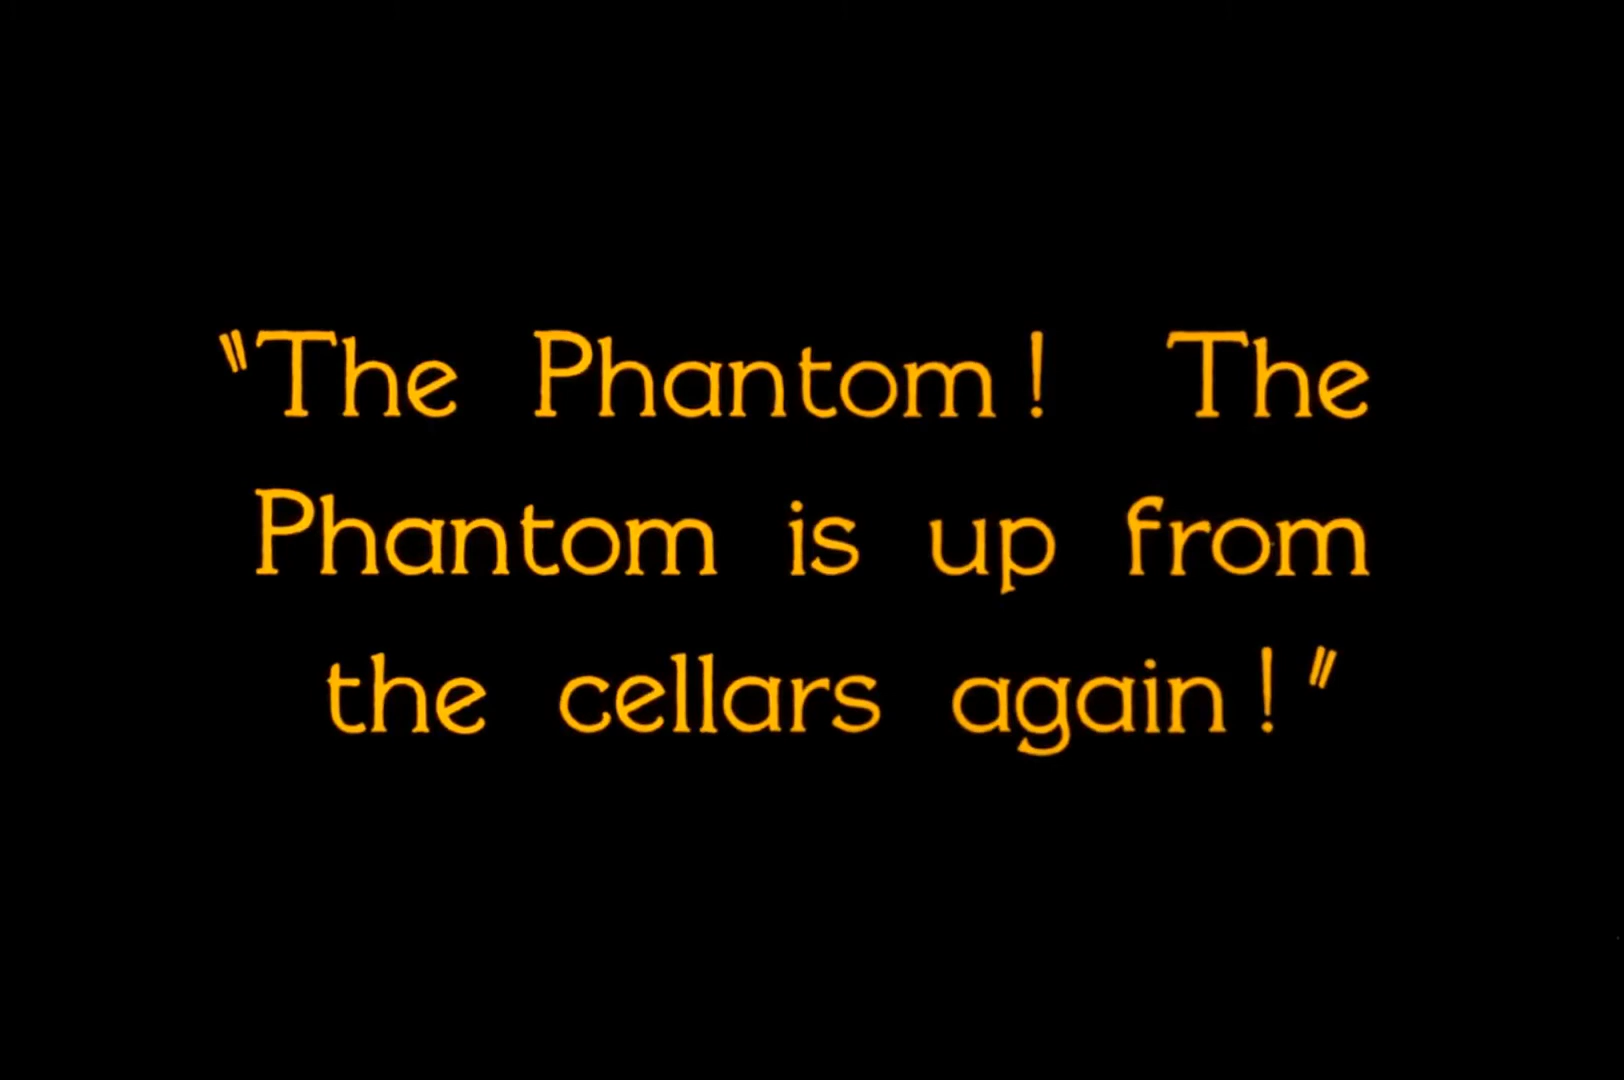 "The Phantom! The
Phantom is up from
the cellars again!"